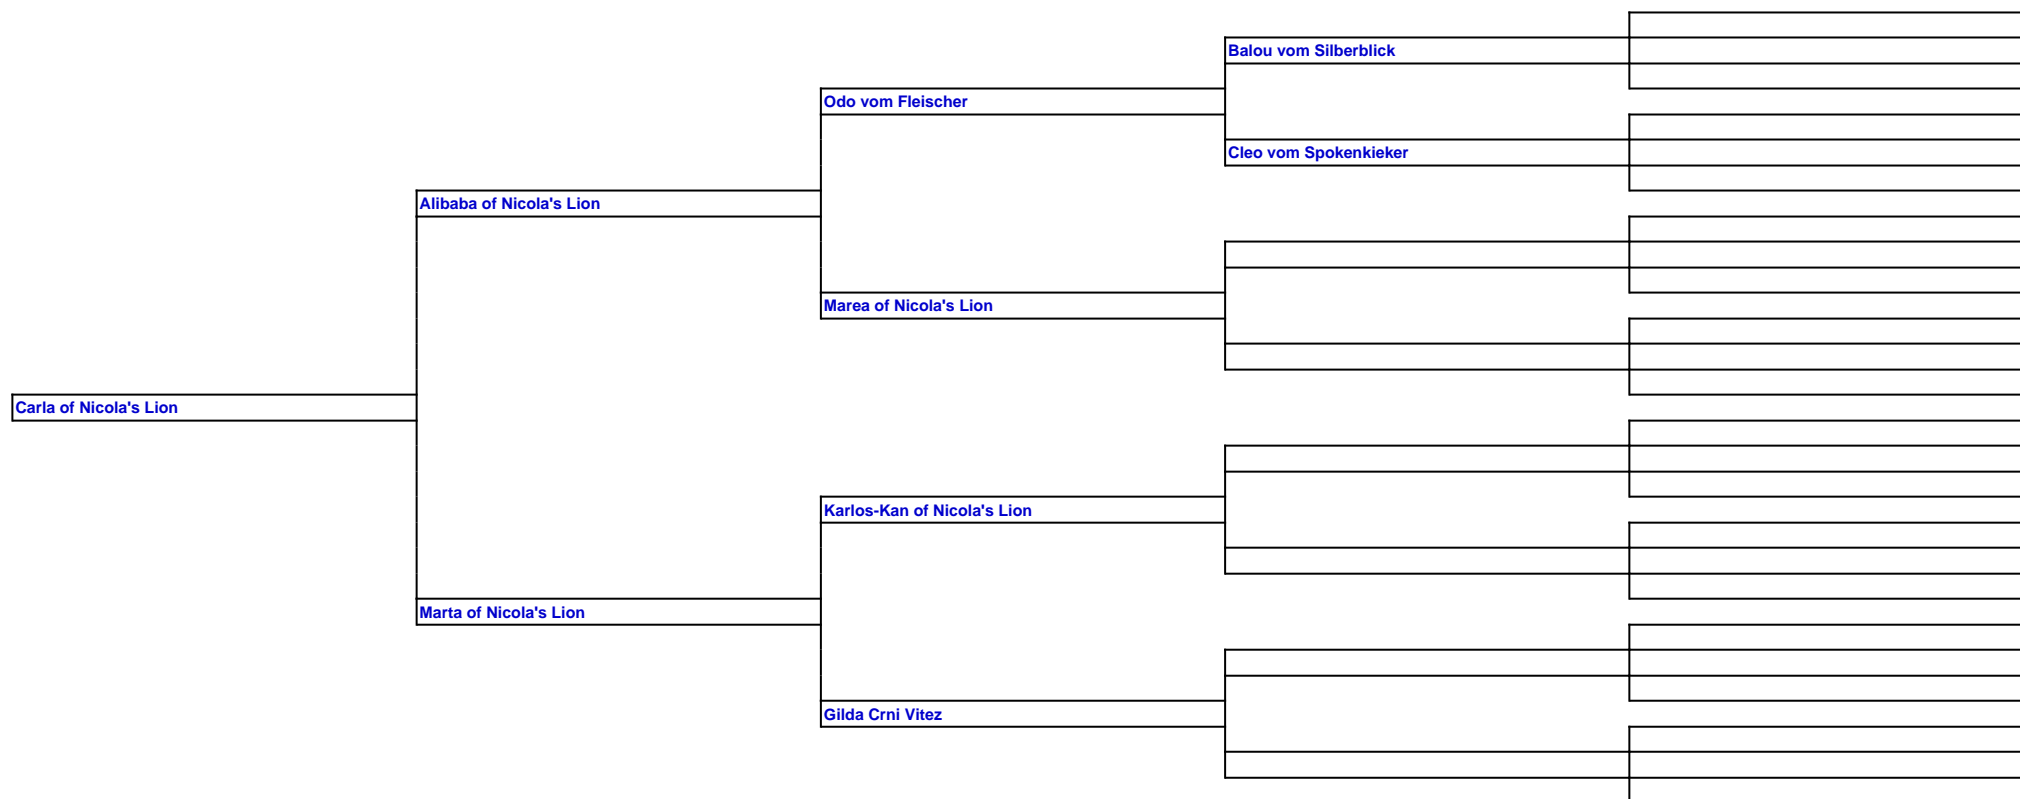 Balou vom Silberblick
Odo vom Fleischer
Cleo vom Spokenkieker
Alibaba of Nicola's Lion
Marea of Nicola's Lion
Carla of Nicola's Lion
Karlos-Kan of Nicola's Lion
Marta of Nicola's Lion
Gilda Crni Vitez